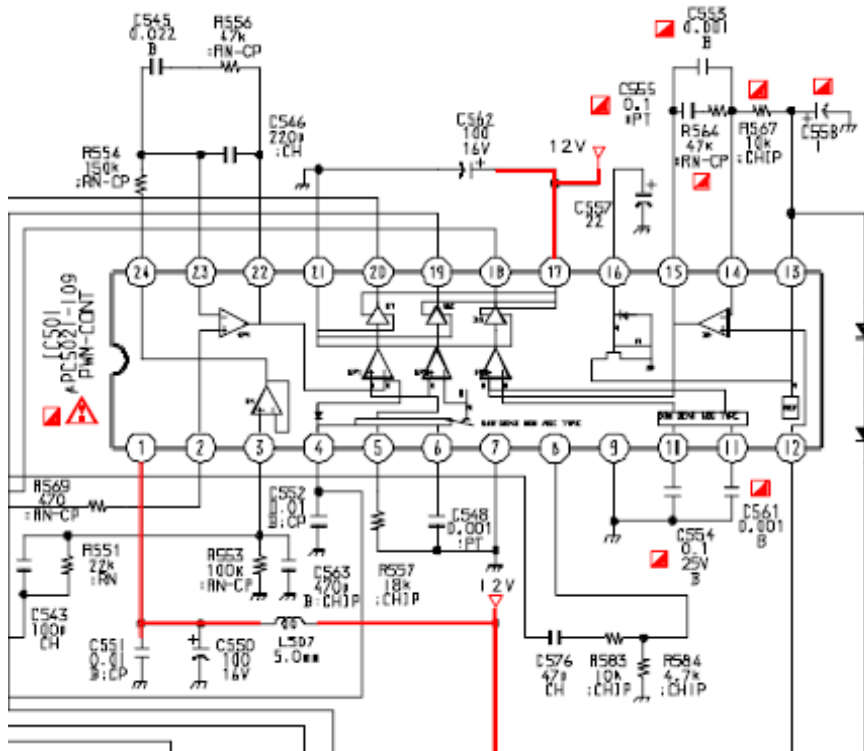 C545
0.022
B
R556
47k
:RN-CP
C553
0.001
B
C546
220p
:CH
C562
100
16V
12V
C555
0.1
:PT
R564
47k
:RN-CP
R567
10k
:CHIP
C558
1
R554
150k
:RN-CP
C557
22
24 23 22 21 20 19 18 17 16 15 14 13
IC501
µPC5021-109
PWN-CONT
1 2 3 4 5 6 7 8 9 10 11 12
R569
470
:RN-CP
C552
0.01
B:CP
C548
0.001
:PT
C561
0.001
B
C554
0.1
25V
B
R551
22k
:RN
R553
100k
:RN-CP
C563
470p
B:CHIP
R557
18k
:CHIP
12V
C543
100p
CH
C551
0.01
B:CP
C550
100
16V
L507
5.0mm
C576
47p
CH
R583
10k
:CHIP
R584
4.7k
:CHIP